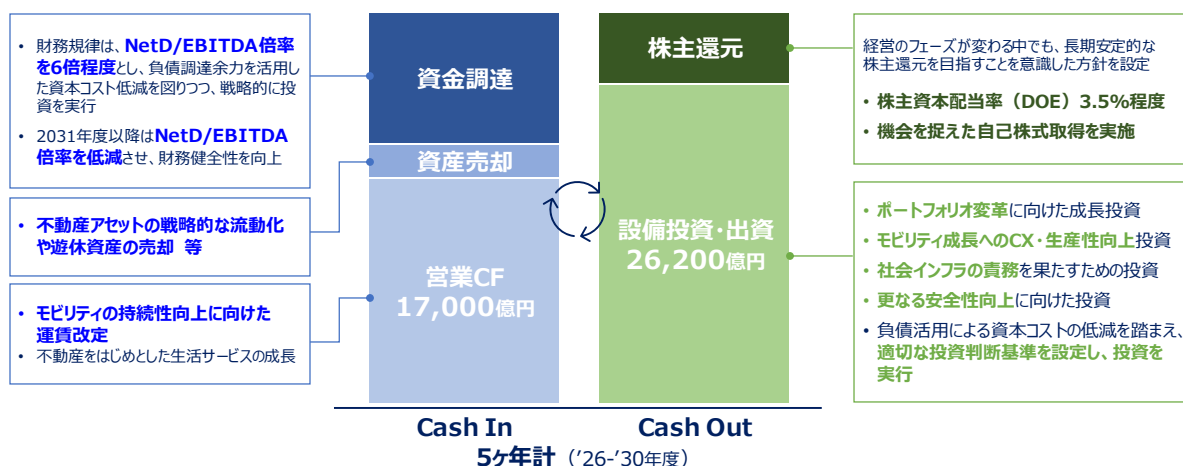 • 財務規律は、NetD/EBITDA倍率
を6倍程度とし、負債調達余力を活用し
た資本コスト低減を図りつつ、戦略的に投
資を実行
• 2031年度以降はNetD/EBITDA
倍率を低減させ、財務健全性を向上
• 不動産アセットの戦略的な流動化
や遊休資産の売却 等
• モビリティの持続性向上に向けた
運賃改定
• 不動産をはじめとした生活サービスの成長
資金調達
資産売却
営業CF
17,000億円
株主還元
設備投資・出資
26,200億円
経営のフェーズが変わる中でも、長期安定的な
株主還元を目指すことを意識した方針を設定
• 株主資本配当率（DOE）3.5%程度
• 機会を捉えた自己株式取得を実施
• ポートフォリオ変革に向けた成長投資
• モビリティ成長へのCX・生産性向上投資
• 社会インフラの責務を果たすための投資
• 更なる安全性向上に向けた投資
• 負債活用による資本コストの低減を踏まえ、
適切な投資判断基準を設定し、投資を
実行
Cash In
Cash Out
5ヶ年計（'26-'30年度）